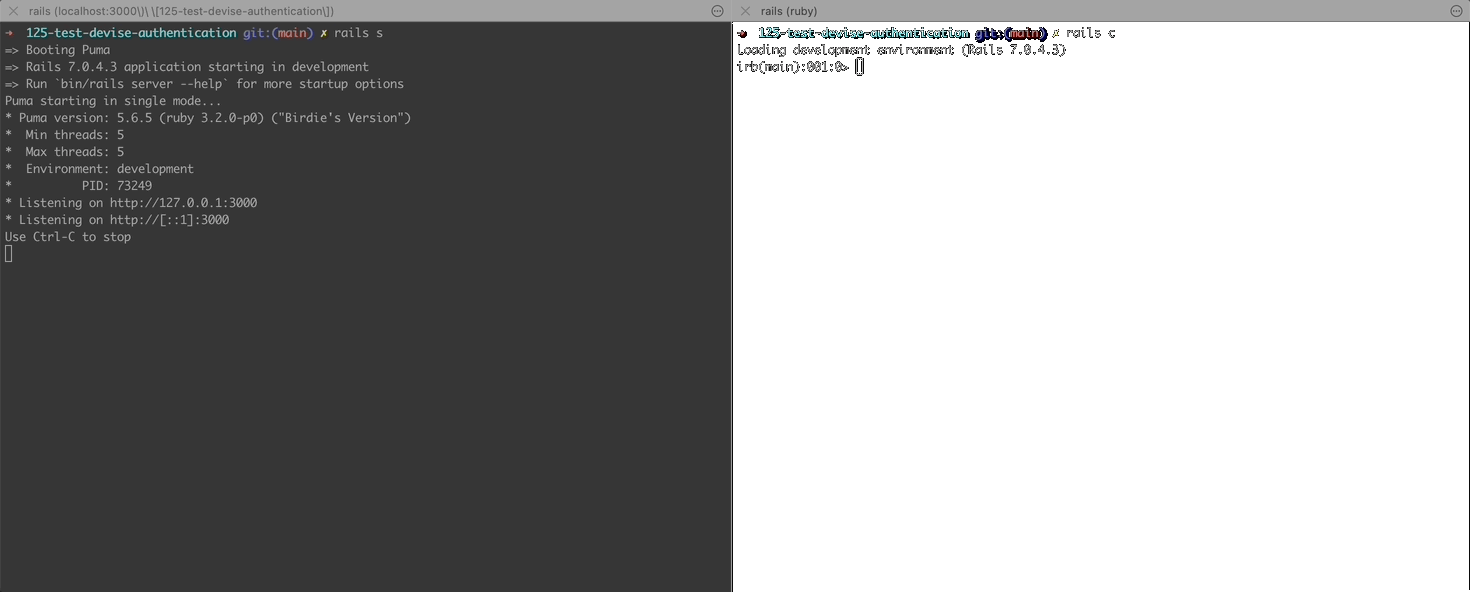 rails (localhost:3000\)\ \[125-test-devise-authentication\])
➜  125-test-devise-authentication git:(main) ✗ rails s
=> Booting Puma
=> Rails 7.0.4.3 application starting in development
=> Run `bin/rails server --help` for more startup options
Puma starting in single mode...
* Puma version: 5.6.5 (ruby 3.2.0-p0) ("Birdie's Version")
*  Min threads: 5
*  Max threads: 5
*  Environment: development
*          PID: 73249
* Listening on http://127.0.0.1:3000
* Listening on http://[::1]:3000
Use Ctrl-C to stop
rails (ruby)
➜  125-test-devise-authentication git:(main) ✗ rails c
Loading development environment (Rails 7.0.4.3)
irb(main):001:0>